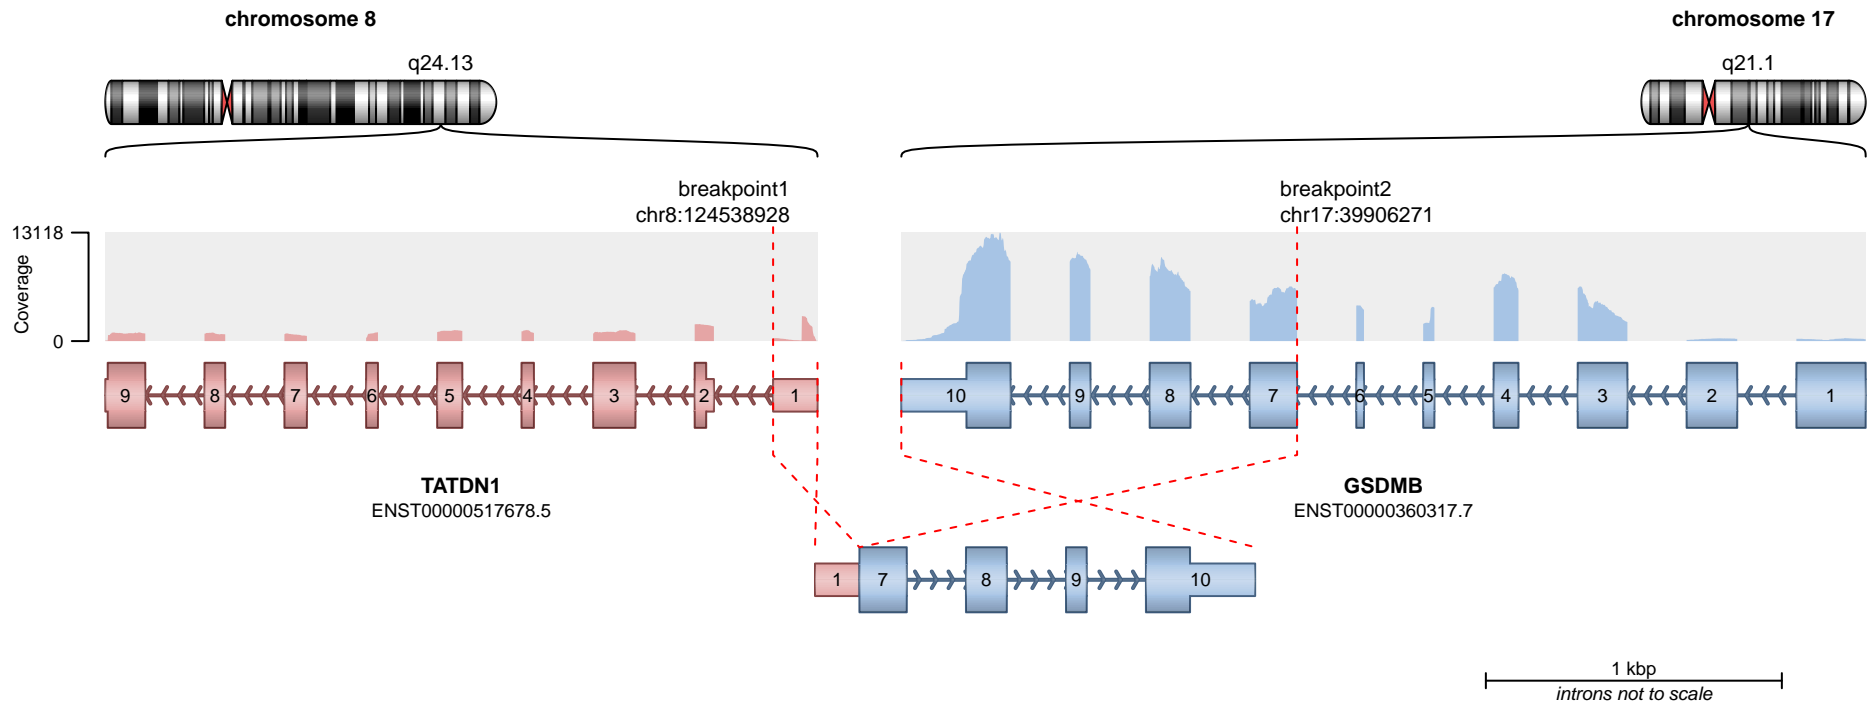 chromosome 8
chromosome 17
q24.13
q21.1
breakpoint1
chr8:124538928
breakpoint2
chr17:39906271
13118
Coverage
0
9 8 7 6 5 4 3 2 1
10 9 8 7 6 5 4 3 2 1
TATDN1
ENST00000517678.5
GSDMB
ENST00000360317.7
1 7 8 9 10
1 kbp
introns not to scale